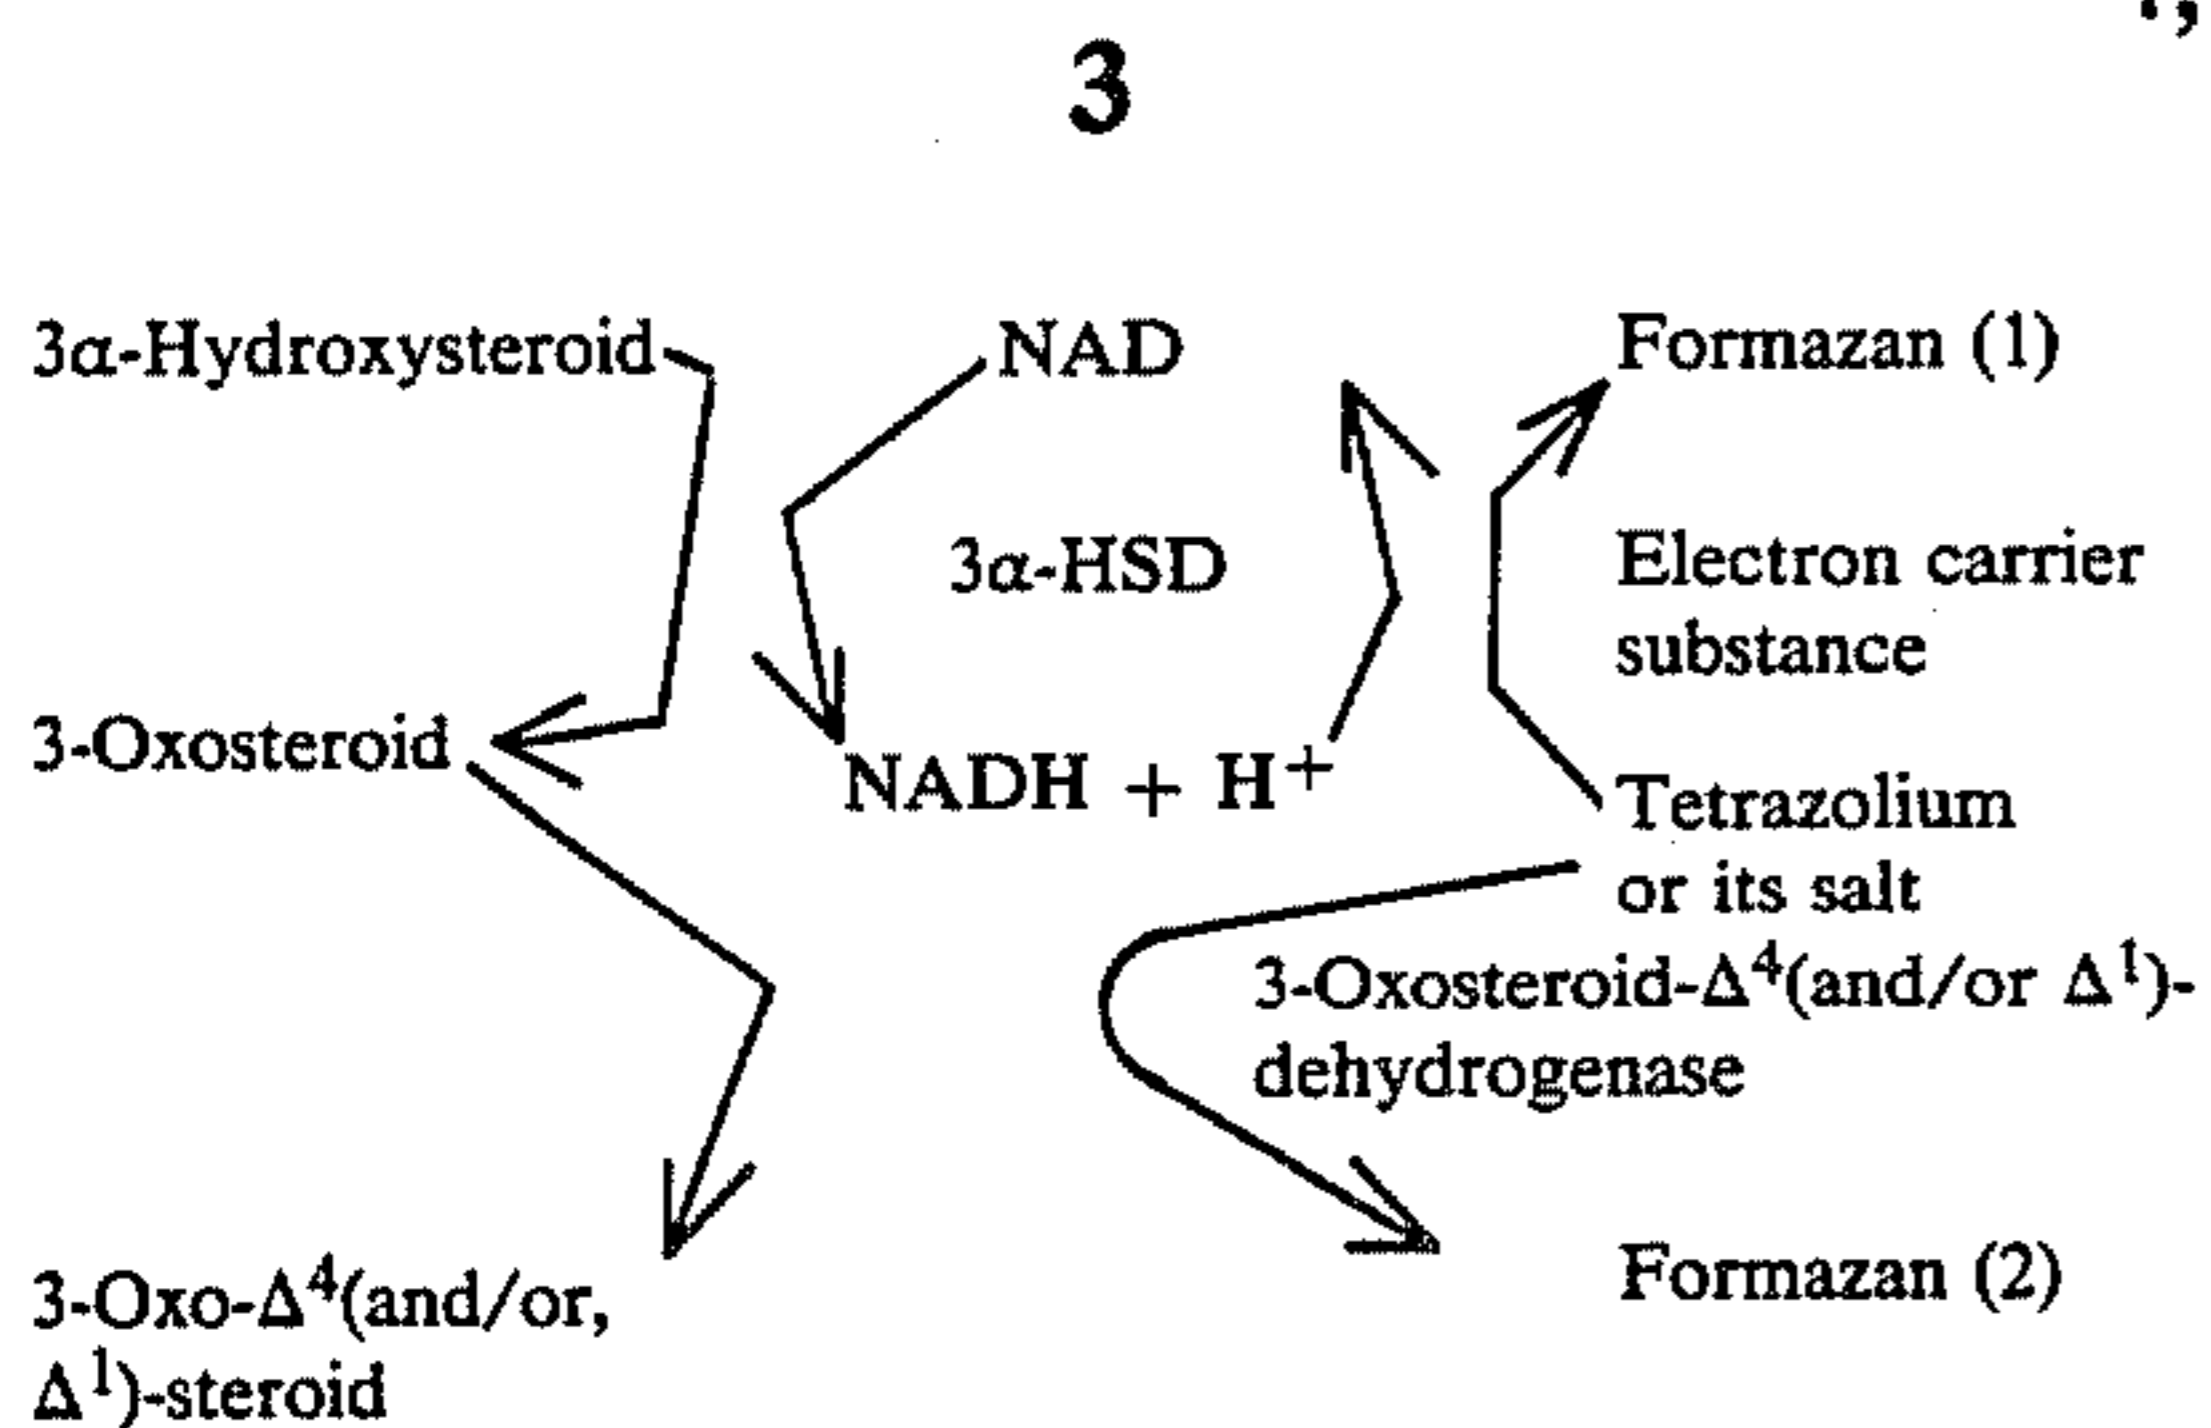 3
3α-Hydroxysteroid
NAD
Formazan (1)
3α-HSD
Electron carrier
substance
3-Oxosteroid
NADH + H⁺
Tetrazolium
or its salt
3-Oxosteroid-Δ⁴(and/or Δ¹)-
dehydrogenase
3-Oxo-Δ⁴(and/or,
Δ¹)-steroid
Formazan (2)